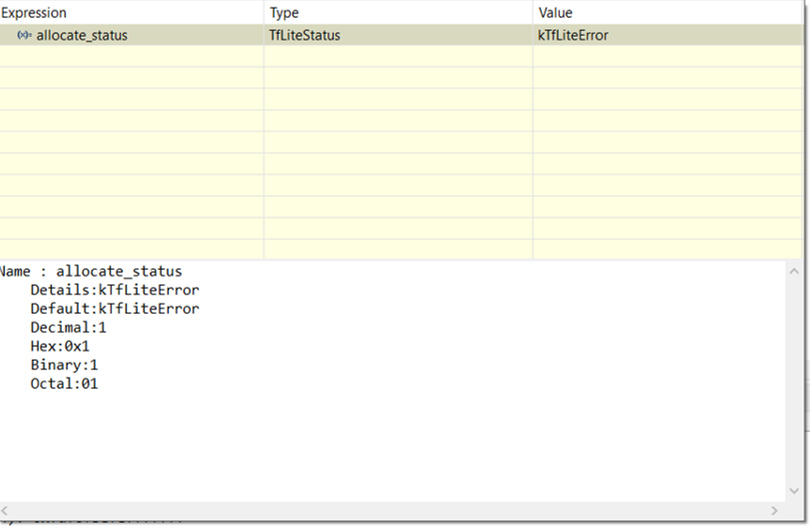 Expression Type Value
(x)= allocate_status TfLiteStatus kTfLiteError
Name : allocate_status
Details:kTfLiteError
Default:kTfLiteError
Decimal:1
Hex:0x1
Binary:1
Octal:01